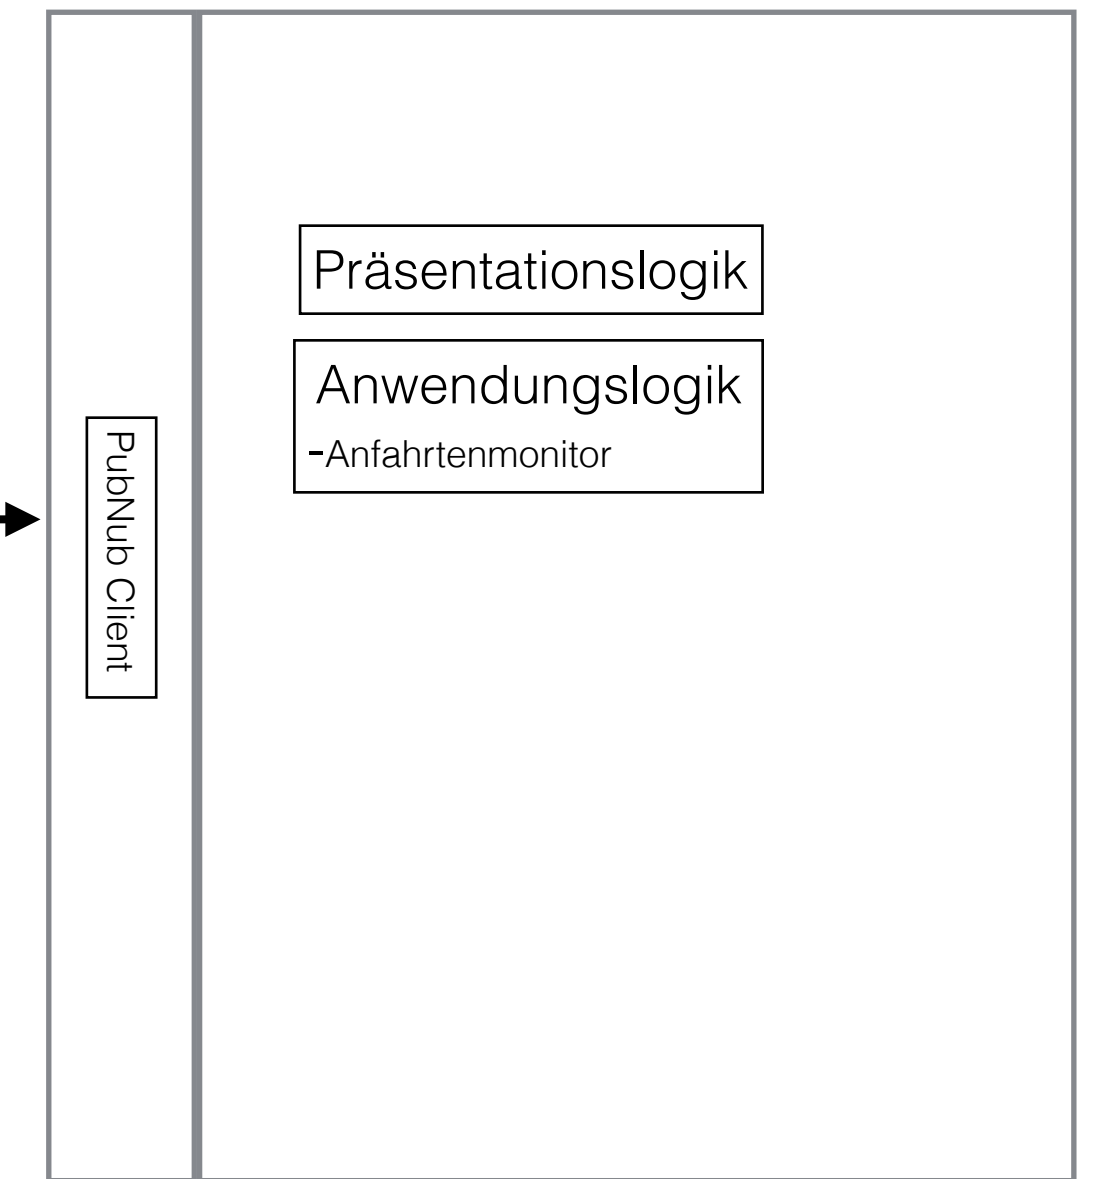 Präsentationslogik
Anwendungslogik
-Anfahrtenmonitor
PubNub Client